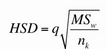 HSD = q√(MS_w / n_k)